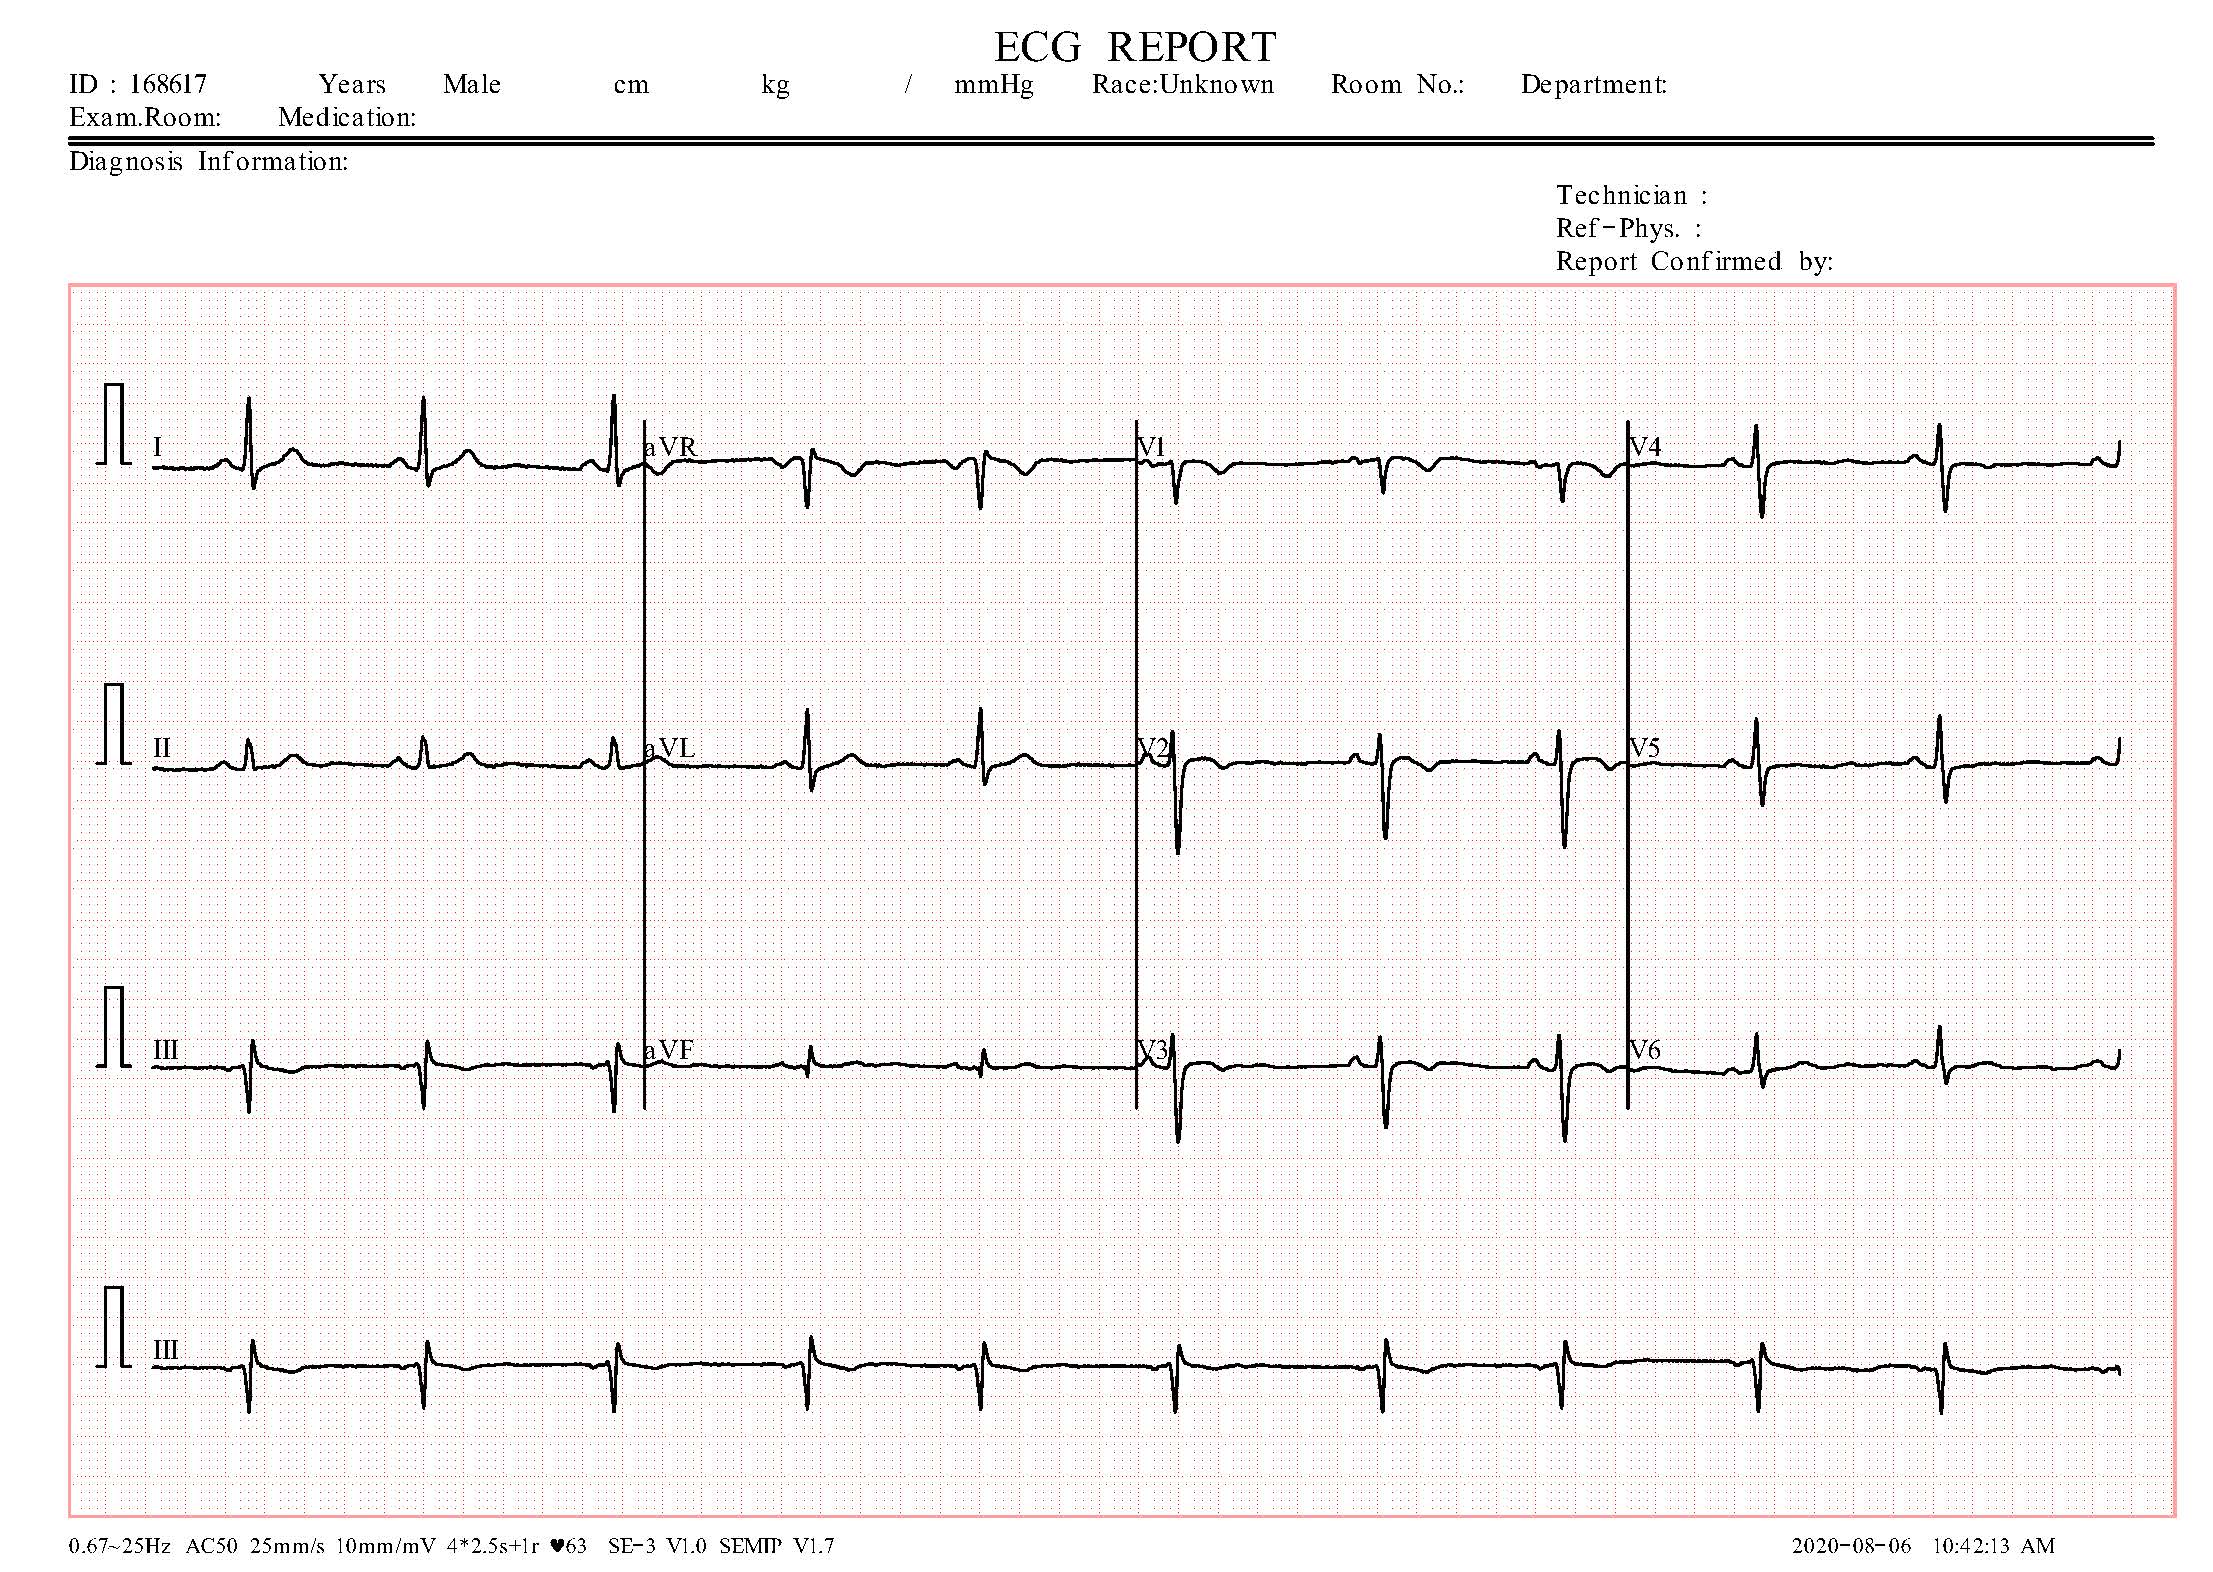 ECG REPORT
ID : 168617 Years Male cm kg / mmHg Race:Unknown Room No.: Department:
Exam.Room: Medication:
Diagnosis Information:
Technician :
Ref-Phys. :
Report Confirmed by:
I aVR V1 V4
II aVL V2 V5
III aVF V3 V6
III
0.67~25Hz AC50 25mm/s 10mm/mV 4*2.5s+1r ♥63 SE-3 V1.0 SEMIP V1.7 2020-08-06 10:42:13 AM